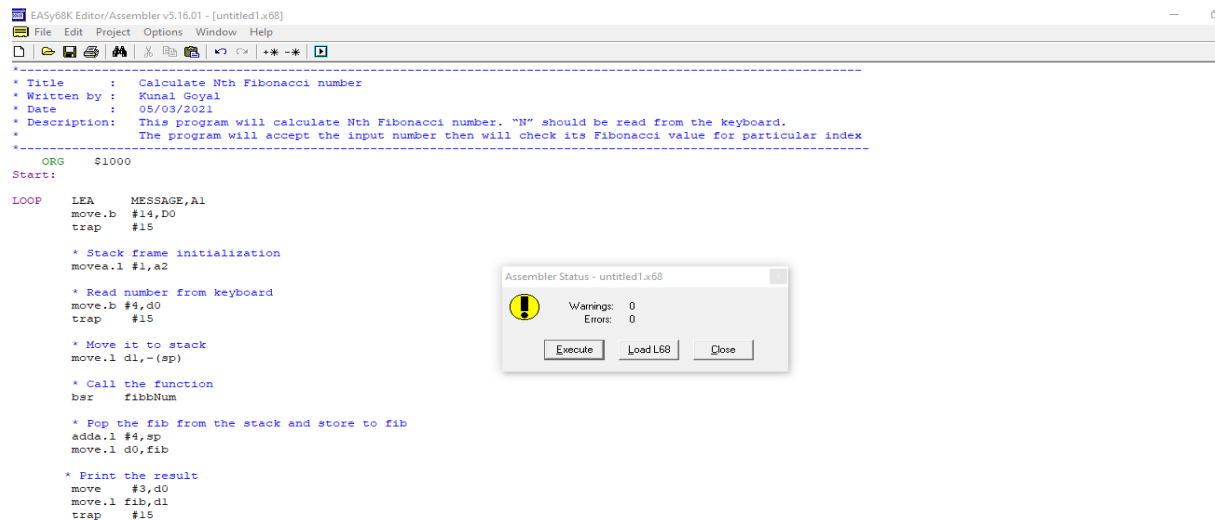 EASy68K Editor/Assembler v5.16.01 - [untitled1.x68]
File Edit Project Options Window Help
*-----------------------------------------------------------------------------------------------------------------
* Title : Calculate Nth Fibonacci number
* Written by : Kunal Goyal
* Date : 05/03/2021
* Description: This program will calculate Nth Fibonacci number. “N” should be read from the keyboard.
* The program will accept the input number then will check its Fibonacci value for particular index
*------------------------------------------------------------------------------------------------------------------
ORG $1000
Start:
LOOP LEA MESSAGE,A1
move.b #14,D0
trap #15
* Stack frame initialization
movea.l #1,a2
* Read number from keyboard
move.b #4,d0
trap #15
* Move it to stack
move.l d1,-(sp)
* Call the function
bsr fibbNum
* Pop the fib from the stack and store to fib
adda.l #4,sp
move.l d0,fib
* Print the result
move #3,d0
move.l fib,d1
trap #15
Assembler Status - untitled1.x68
Warnings: 0
Errors: 0
Execute Load L68 Close